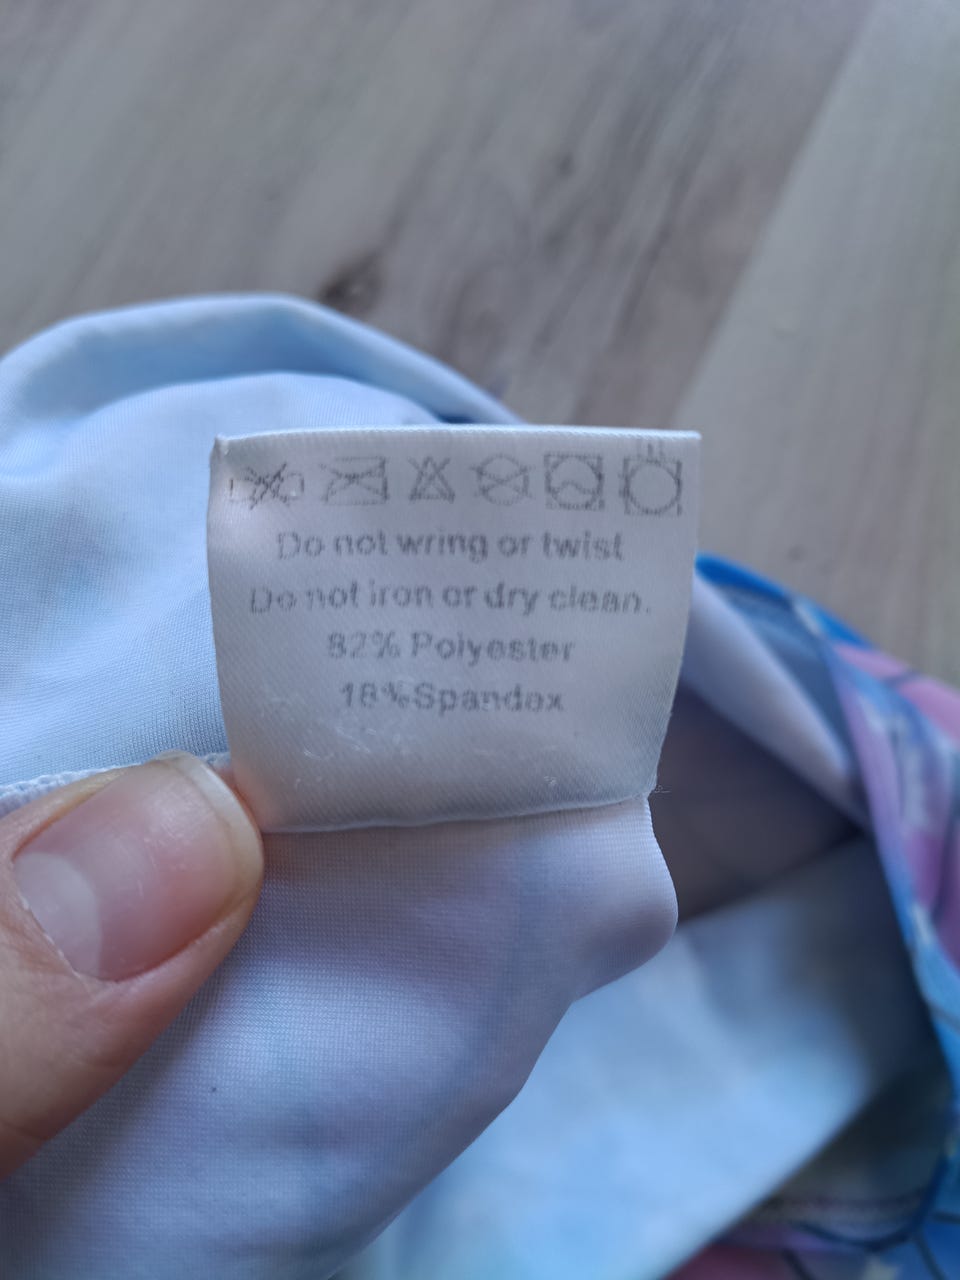 Do not wring or twist
Do not iron or dry clean.
82% Polyester
18%Spandex